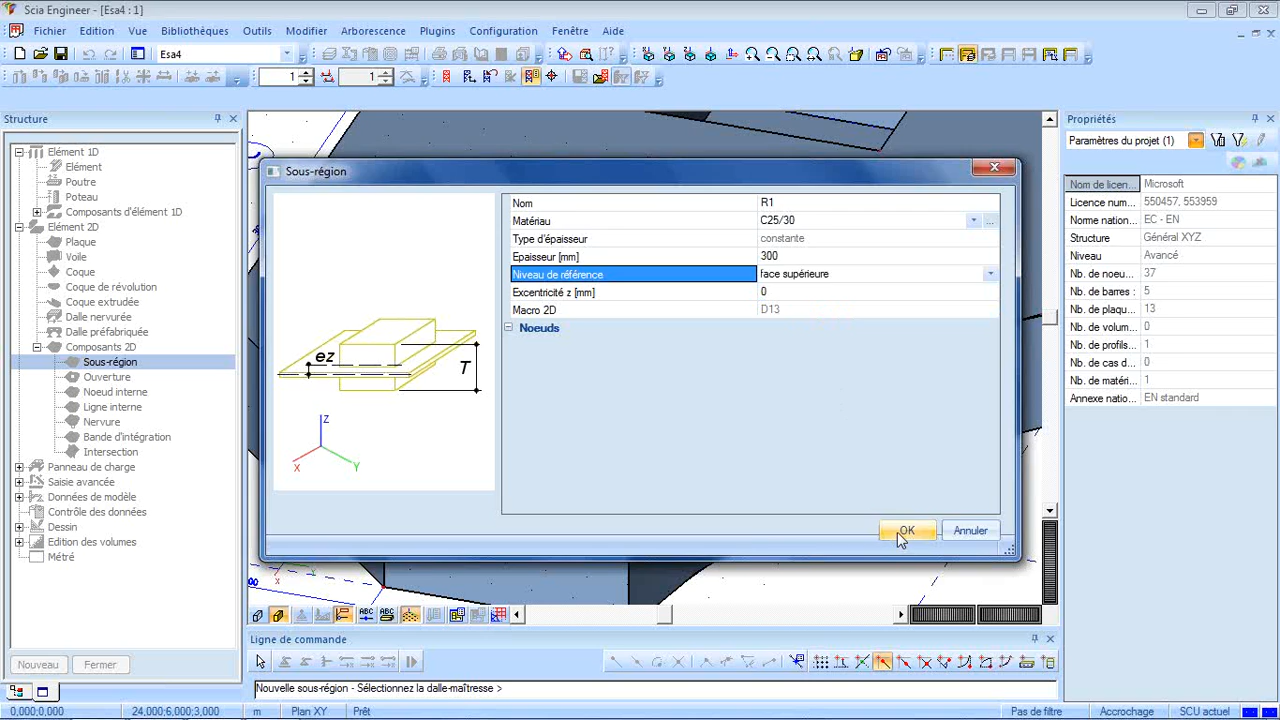 Scia Engineer - [Esa4 : 1]
Fichier Edition Vue Bibliothèques Outils Modifier Arborescence Plugins Configuration Fenêtre Aide
Esa4
1 1
Structure
Elément 1D
Elément
Poutre
Poteau
Composants d'élément 1D
Elément 2D
Plaque
Voile
Coque
Coque de révolution
Coque extrudée
Dalle nervurée
Dalle préfabriquée
Composants 2D
Sous-région
Ouverture
Noeud interne
Ligne interne
Nervure
Bande d'intégration
Intersection
Panneau de charge
Saisie avancée
Données de modèle
Contrôle des données
Dessin
Edition des volumes
Métré
Nouveau Fermer
Sous-région
ez
T
Z
X
Y
Nom R1
Matériau C25/30 ...
Type d'épaisseur constante
Epaisseur [mm] 300
Niveau de référence face supérieure
Excentricité z [mm] 0
Macro 2D D13
Noeuds
OK Annuler
ABC ABC
Ligne de commande
Nouvelle sous-région - Sélectionnez la dalle-maîtresse >
Propriétés
Paramètres du projet (1)
Nom de licen... Microsoft
Licence num... 550457, 553959
Norme nation... EC - EN
Structure Général XYZ
Niveau Avancé
Nb. de noeu... 37
Nb. de barres : 5
Nb. de plaqu... 13
Nb. de volum... 0
Nb. de profils... 1
Nb. de cas d... 0
Nb. de matéri... 1
Annexe natio... EN standard
0,000;0,000 24,000;6,000;3,000 m Plan XY Prêt Pas de filtre Accrochage SCU actuel